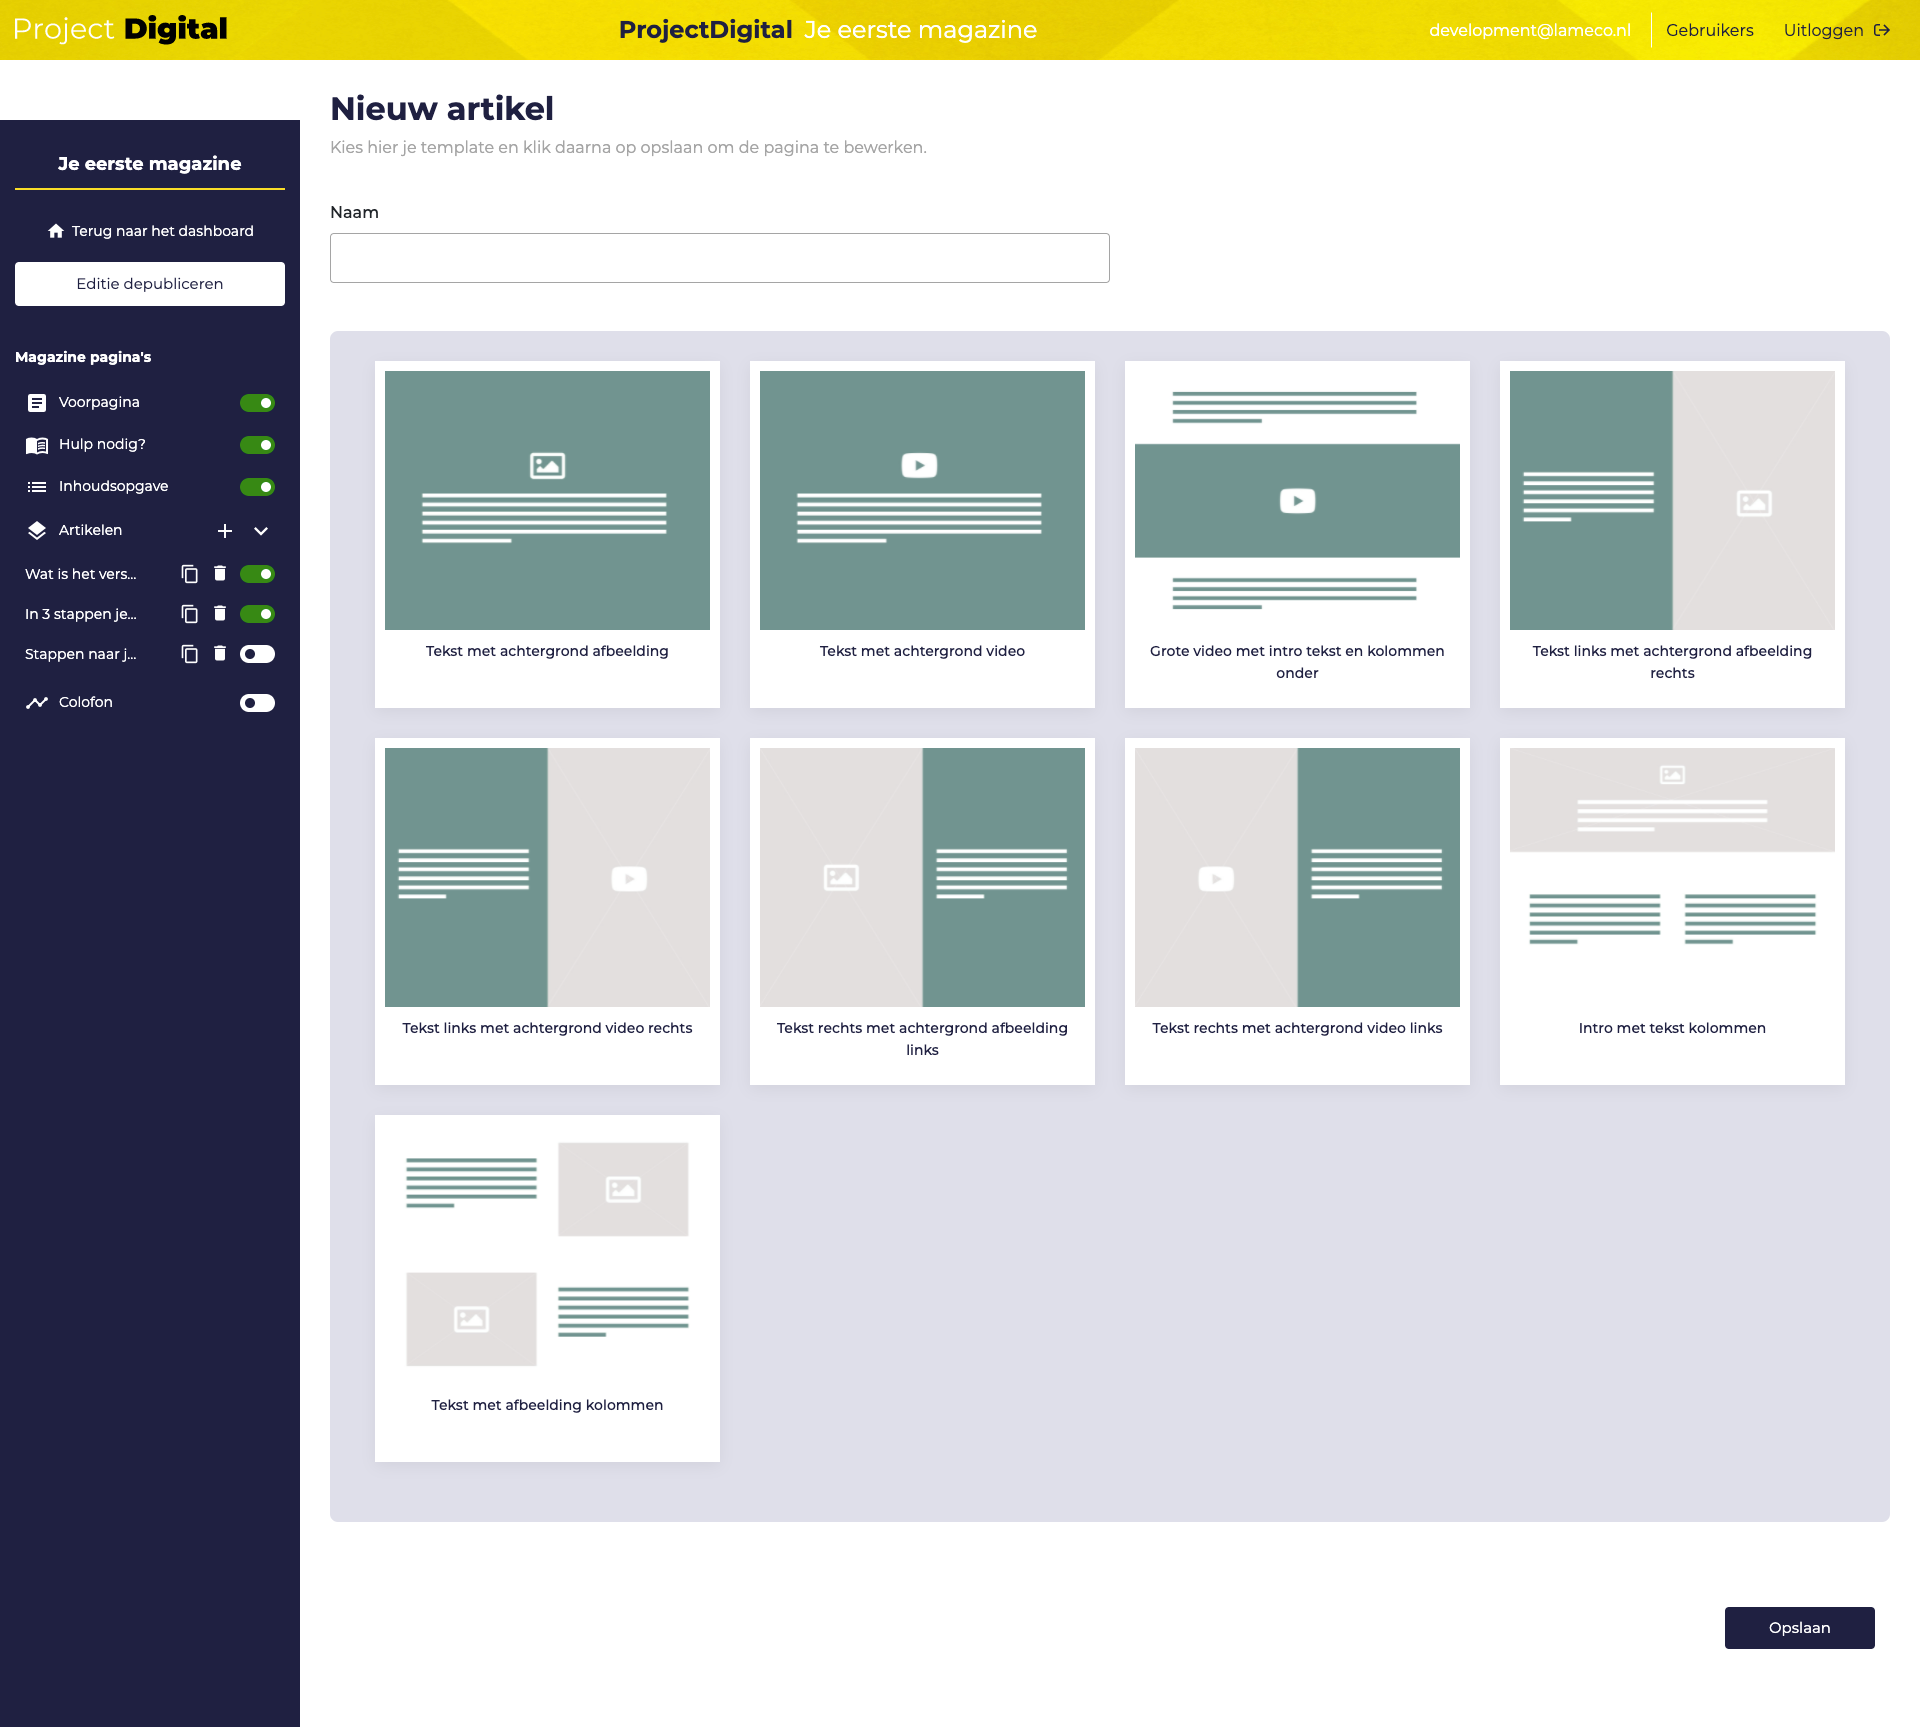 Project Digital
ProjectDigital Je eerste magazine
development@lameco.nl
Gebruikers
Uitloggen
Je eerste magazine
Terug naar het dashboard
Editie depubliceren
Magazine pagina's
Voorpagina
Hulp nodig?
Inhoudsopgave
Artikelen
Wat is het vers...
In 3 stappen je...
Stappen naar j...
Colofon
Nieuw artikel
Kies hier je template en klik daarna op opslaan om de pagina te bewerken.
Naam
Tekst met achtergrond afbeelding
Tekst met achtergrond video
Grote video met intro tekst en kolommen
onder
Tekst links met achtergrond afbeelding
rechts
Tekst links met achtergrond video rechts
Tekst rechts met achtergrond afbeelding
links
Tekst rechts met achtergrond video links
Intro met tekst kolommen
Tekst met afbeelding kolommen
Opslaan